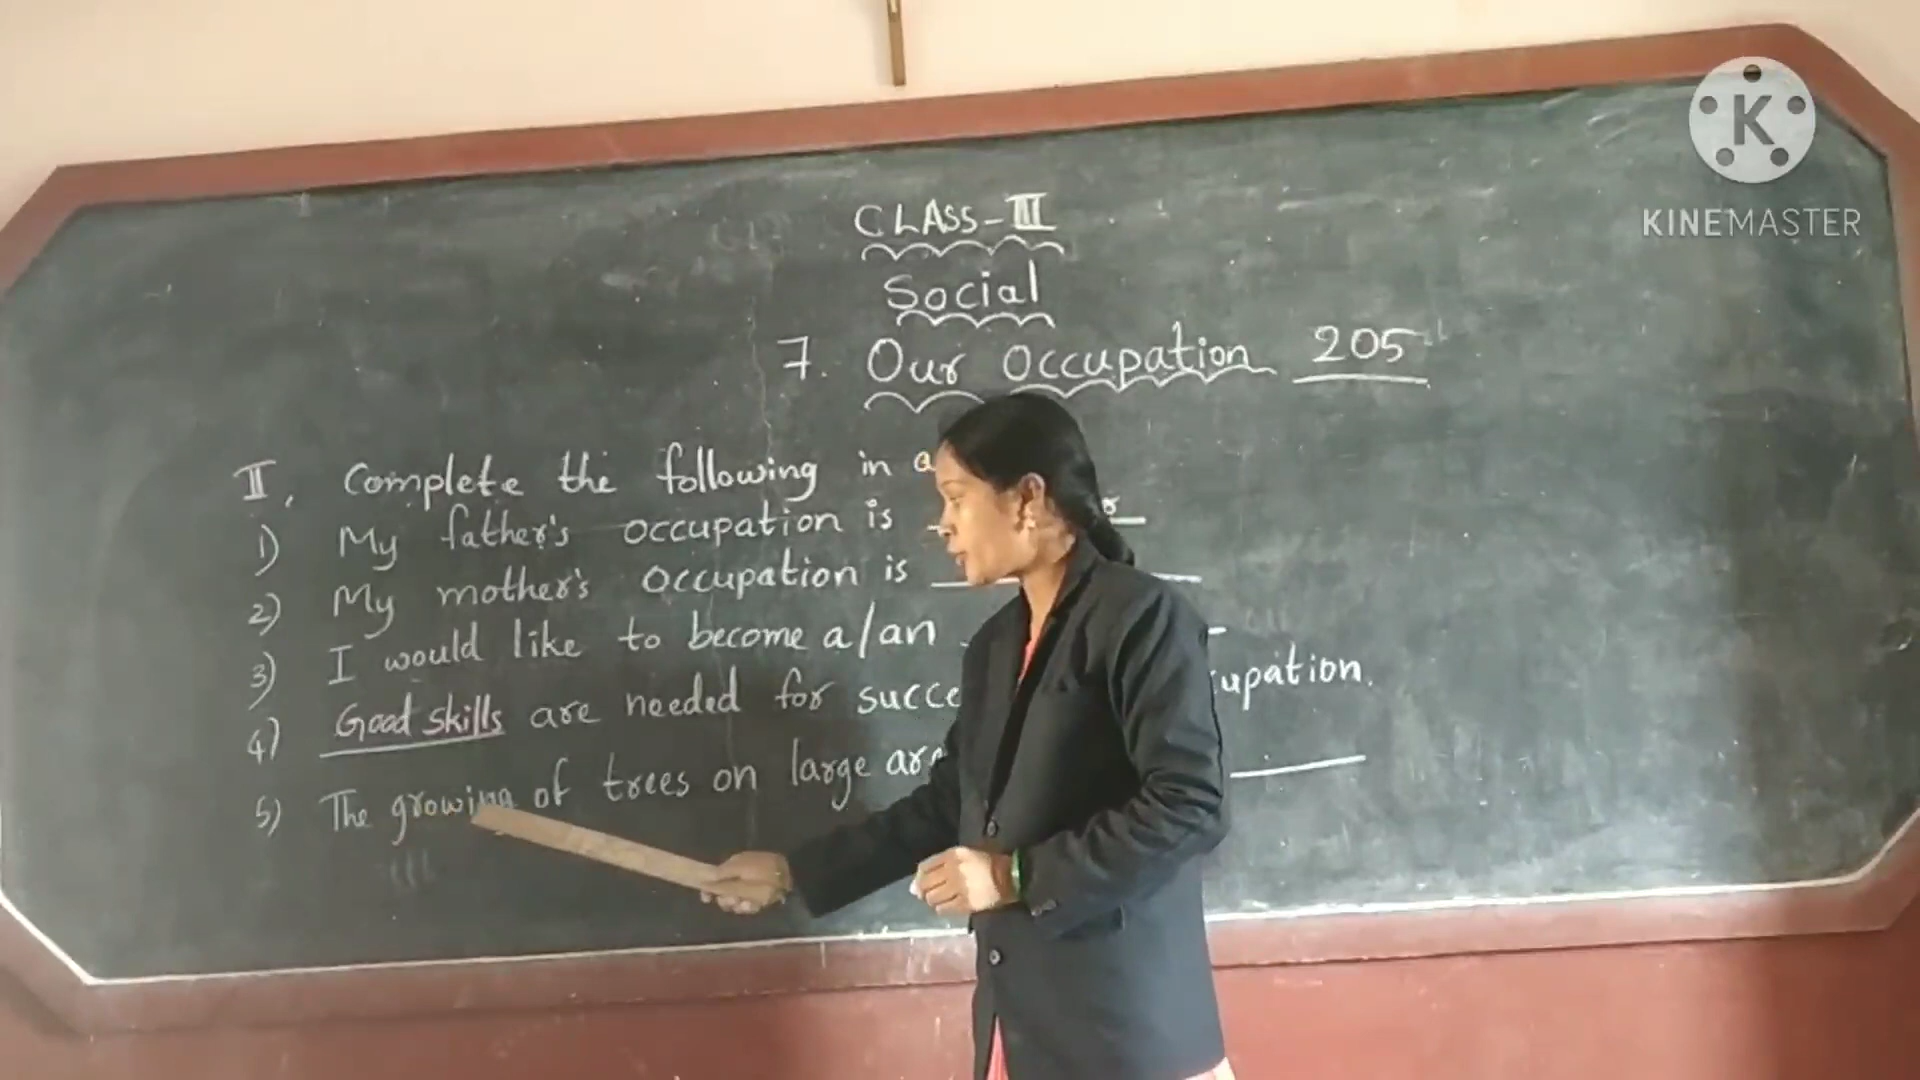 K
KINEMASTER
CLASS-III
Social
7. Our Occupation 205
II. Complete the following in
1) My father's occupation is
2) My mother's occupation is
3) I would like to become a/an
4) Good skills are needed for
5) The growing of trees on large